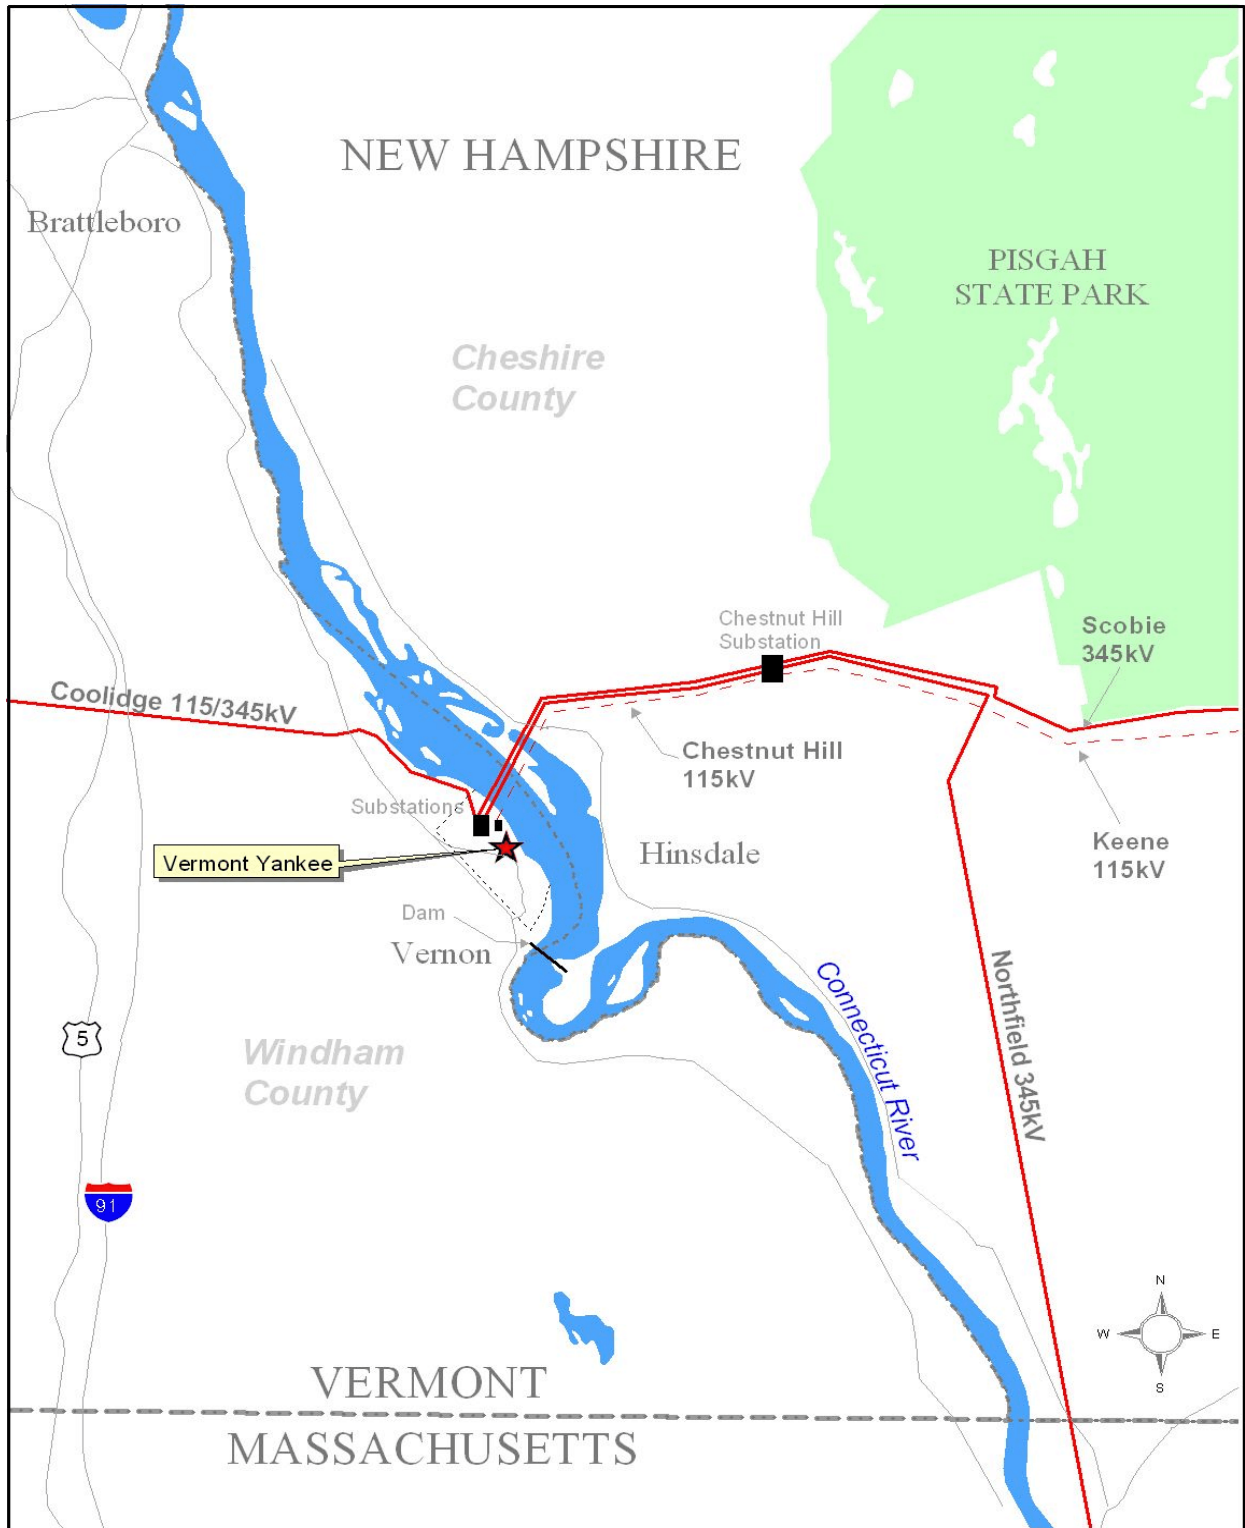 NEW HAMPSHIRE
Brattleboro
PISGAH
STATE PARK
Cheshire
County
Chestnut Hill
Substation
Scobie
345kV
Coolidge 115/345kV
Chestnut Hill
115kV
Substations
Keene
115kV
Vermont Yankee
Hinsdale
Dam
Vernon
Connecticut River
Northfield 345kV
5
Windham
County
91
N
W
E
S
VERMONT
MASSACHUSETTS